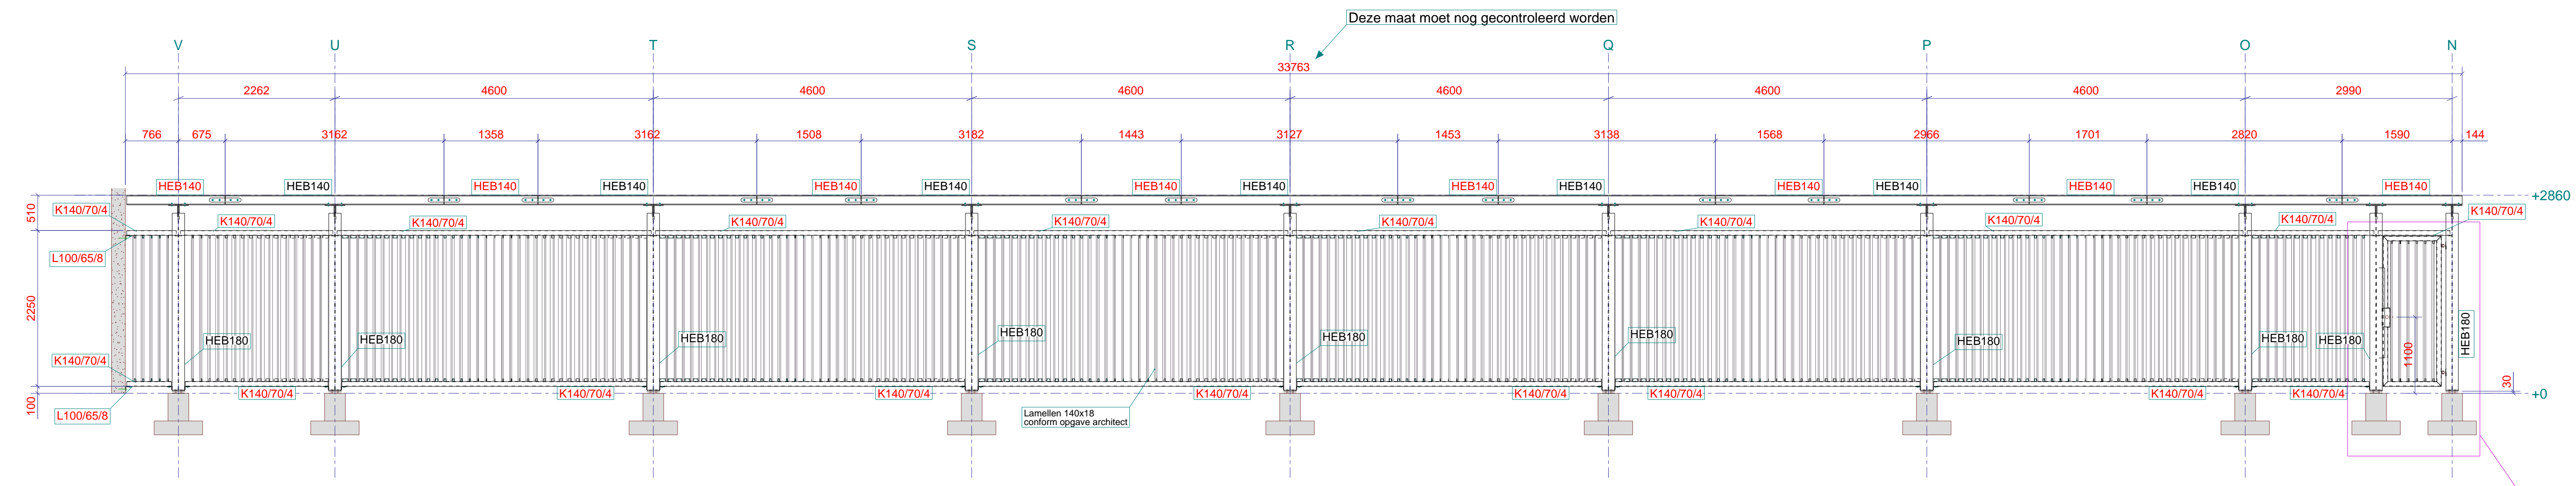 Deze maat moet nog gecontroleerd worden
V U T S R Q P O N
33763
2262 4600 4600 4600 4600 4600 4600 2990
766 675 3162 1358 3162 1508 3182 1443 3127 1453 3138 1568 2966 1701 2820 1590 144
HEB140 HEB140 HEB140 HEB140 HEB140 HEB140 HEB140 HEB140 HEB140 HEB140 HEB140 HEB140 HEB140 HEB140 HEB140
+2860
510
K140/70/4 K140/70/4 K140/70/4 K140/70/4 K140/70/4 K140/70/4 K140/70/4 K140/70/4 K140/70/4 K140/70/4
L100/65/8
2250
HEB180 HEB180 HEB180 HEB180 HEB180 HEB180 HEB180 HEB180 HEB180 HEB180
1100
K140/70/4
30
100
K140/70/4 K140/70/4 K140/70/4 K140/70/4 K140/70/4 K140/70/4 K140/70/4 K140/70/4
+0
L100/65/8
Lamellen 140x18
conform opgave architect